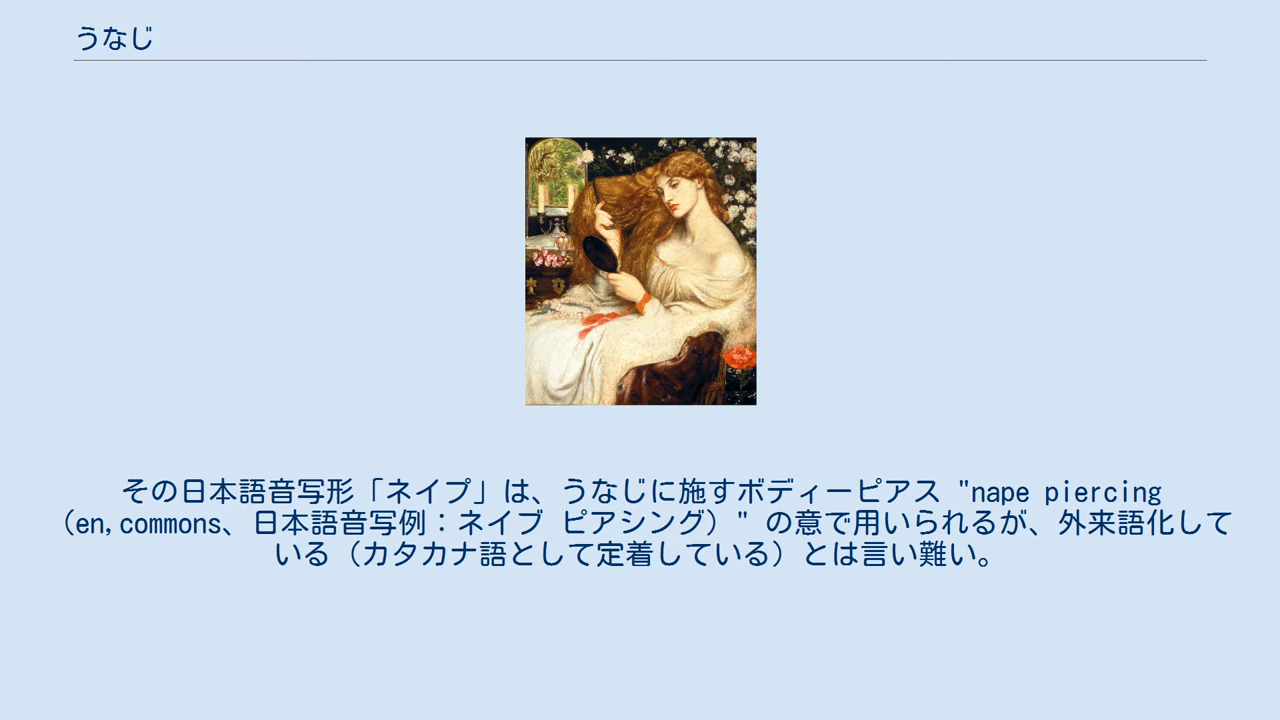 うなじ
その日本語音写形「ネイプ」は、うなじに施すボディーピアス "nape piercing
（en,commons、日本語音写例：ネイブ ピアシング）" の意で用いられるが、外来語化して
いる（カタカナ語として定着している）とは言い難い。